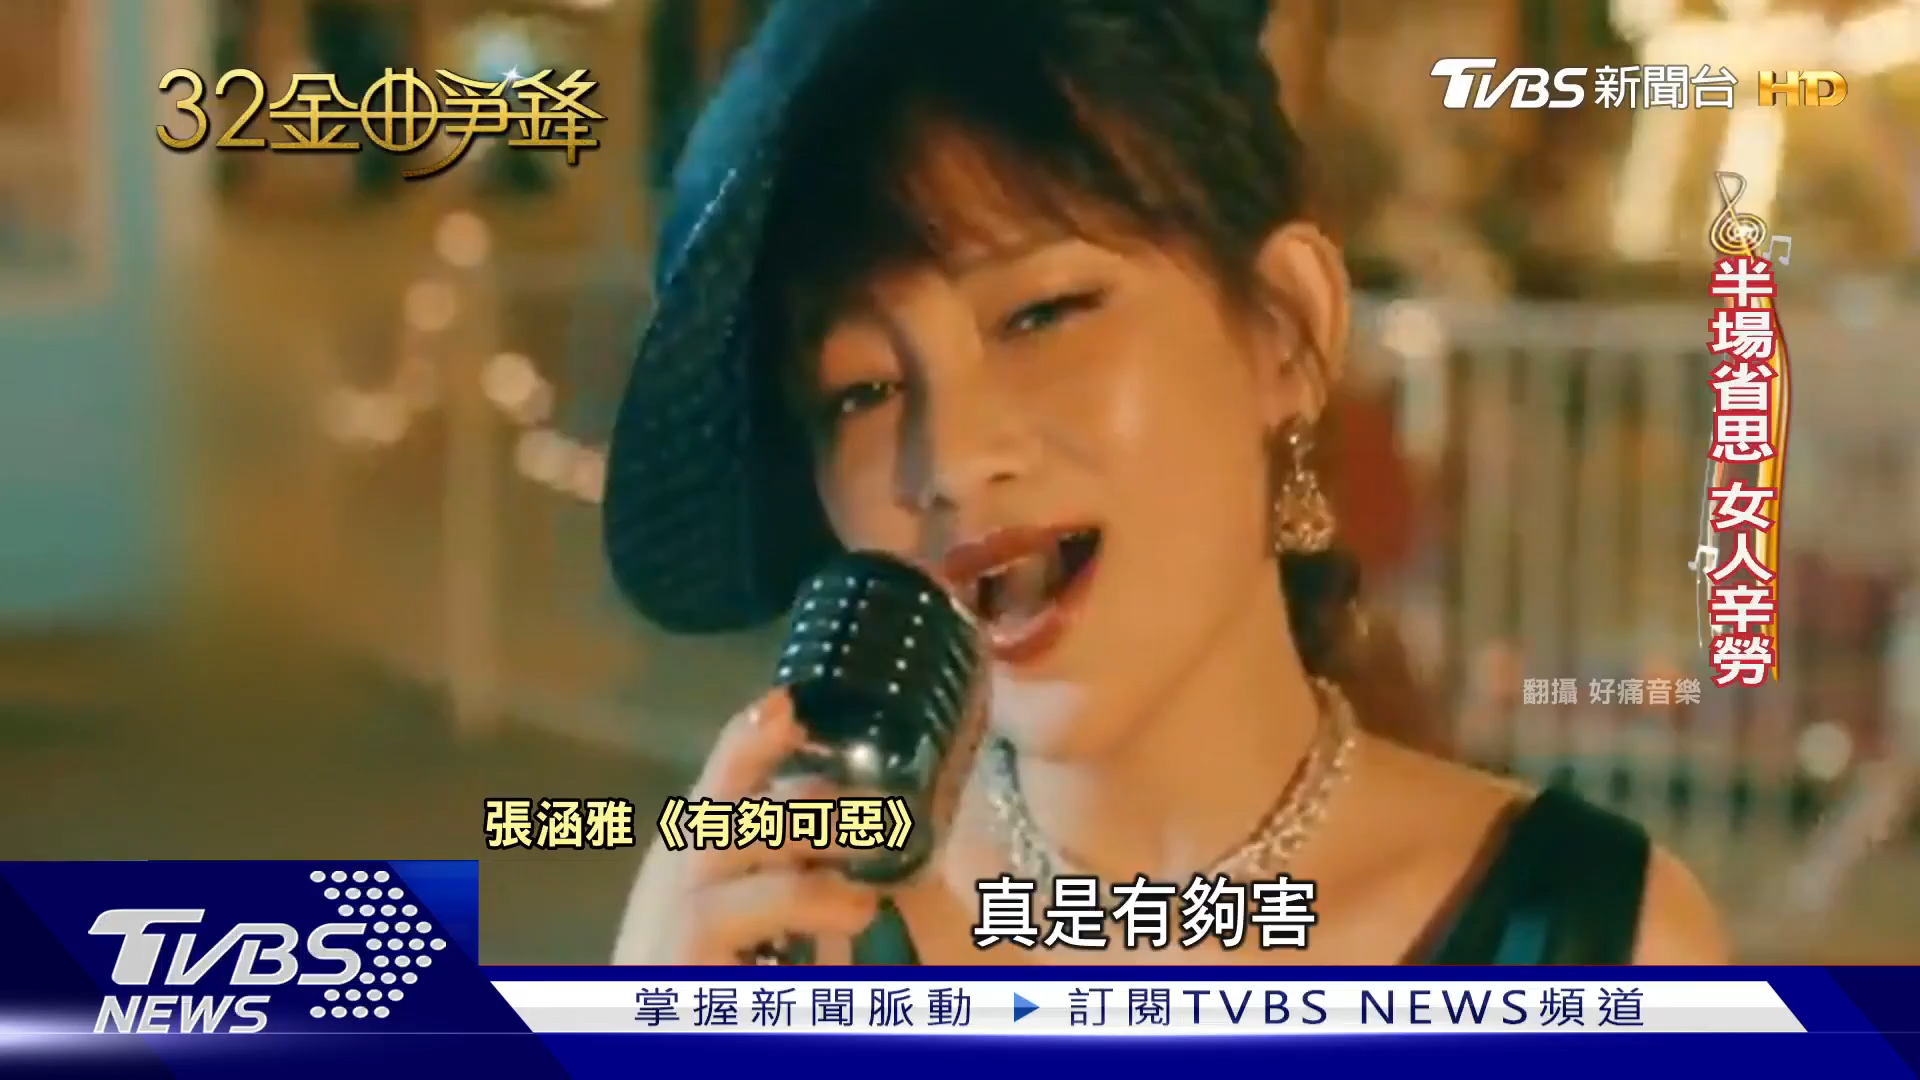 32金曲爭鋒
TVBS新聞台 HD
半場省思 女人辛勞
翻攝 好痛音樂
張涵雅《有夠可惡》
真是有夠害
TVBS
NEWS
掌握新聞脈動 ▶ 訂閱TVBS NEWS頻道